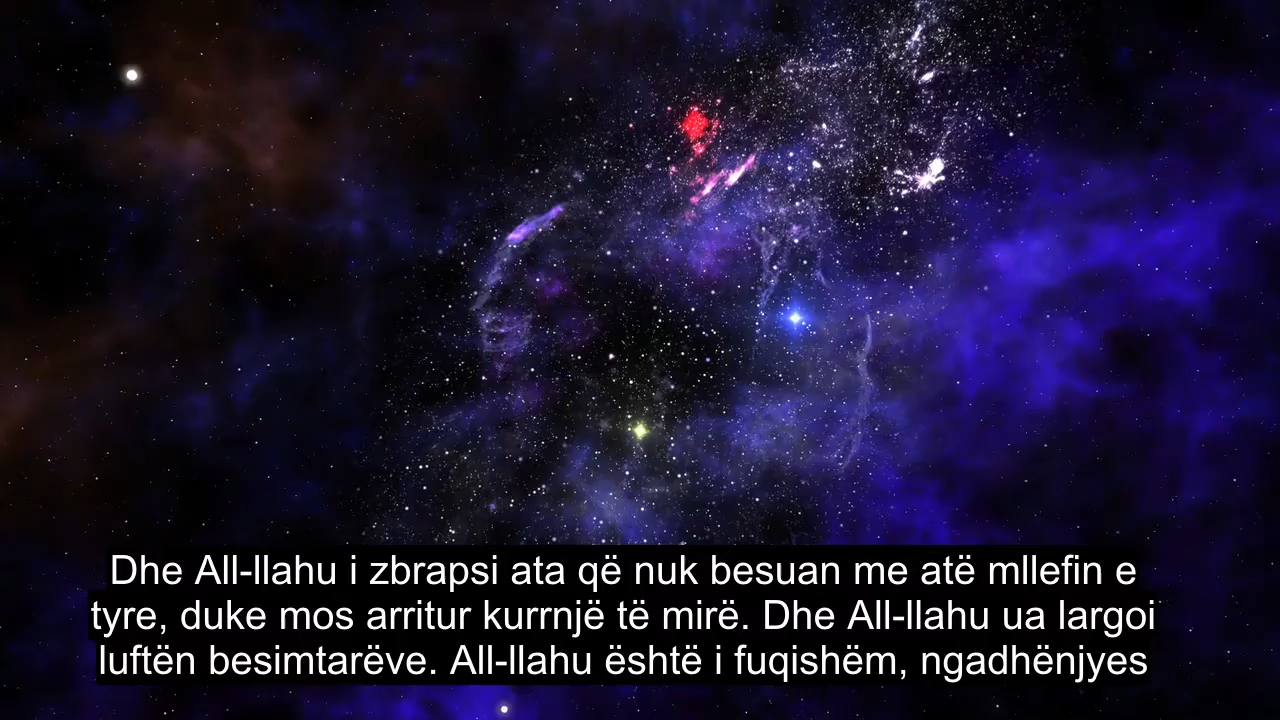 Dhe All-llahu i zbrapsi ata që nuk besuan me atë mllefin e
tyre, duke mos arritur kurrnjë të mirë. Dhe All-llahu ua largoi
luftën besimtarëve. All-llahu është i fuqishëm, ngadhënjyes